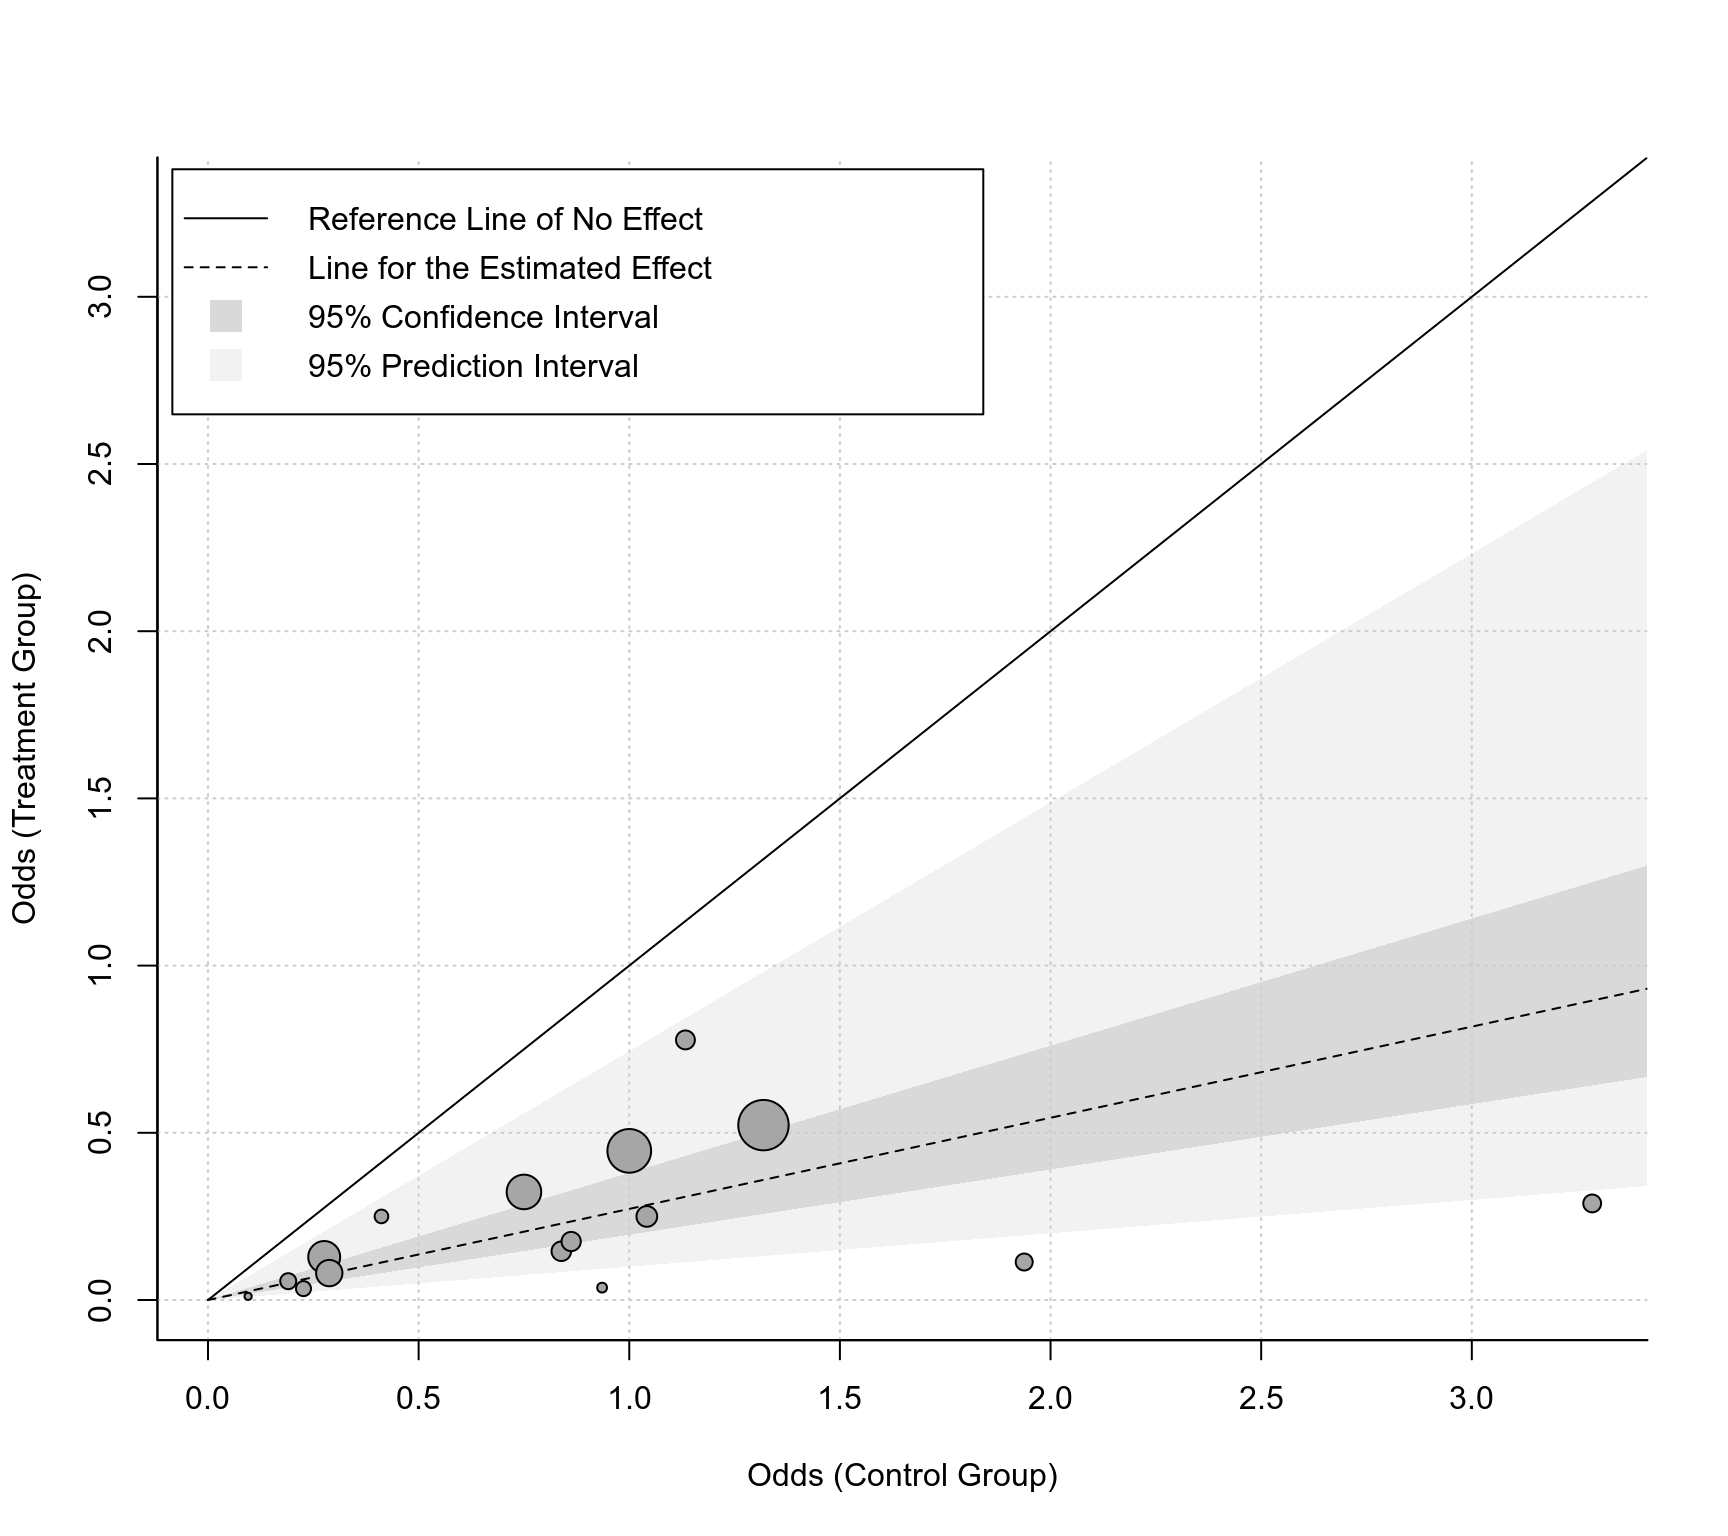 Reference Line of No Effect
Line for the Estimated Effect
95% Confidence Interval
95% Prediction Interval
3.0
2.5
2.0
1.5
1.0
0.5
0.0
Odds (Treatment Group)
0.0 0.5 1.0 1.5 2.0 2.5 3.0
Odds (Control Group)